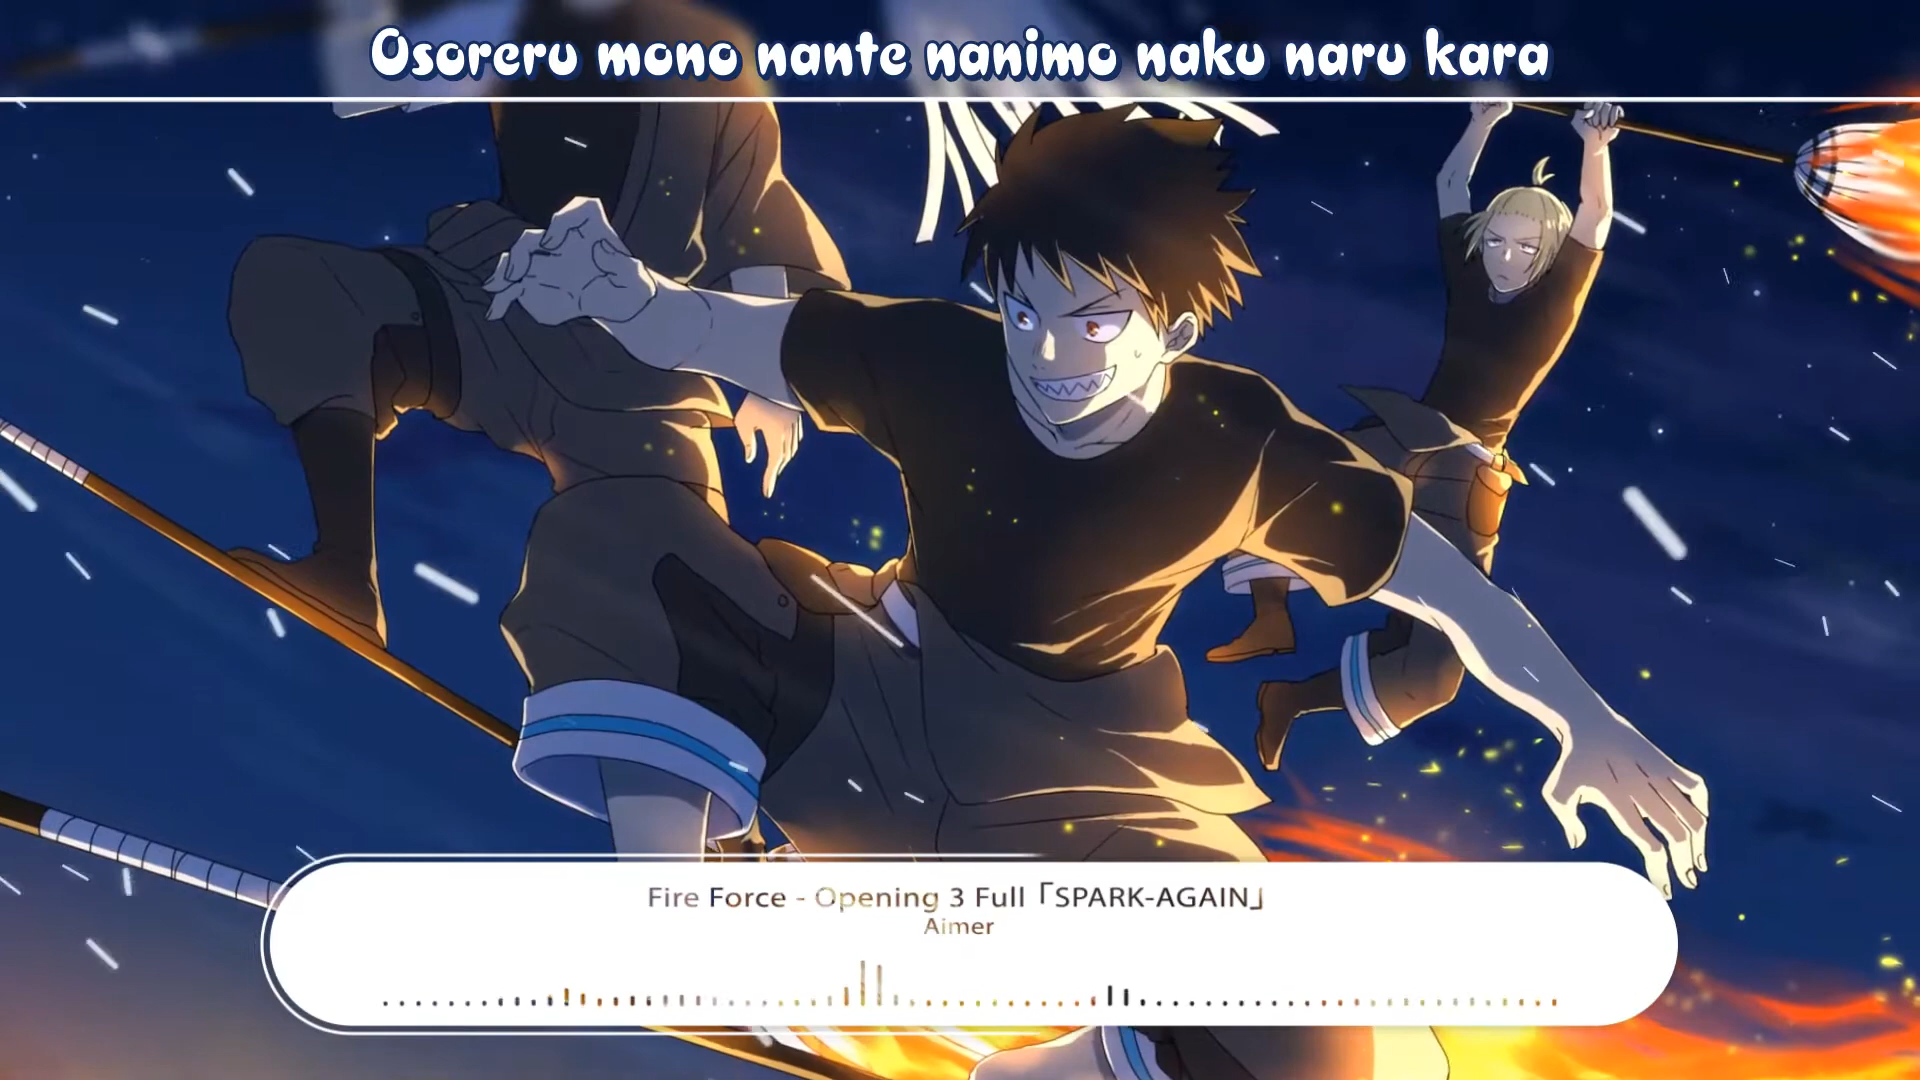 Osoreru mono nante nanimo naku naru kara
Fire Force - Opening 3 Full「SPARK-AGAIN」
Aimer